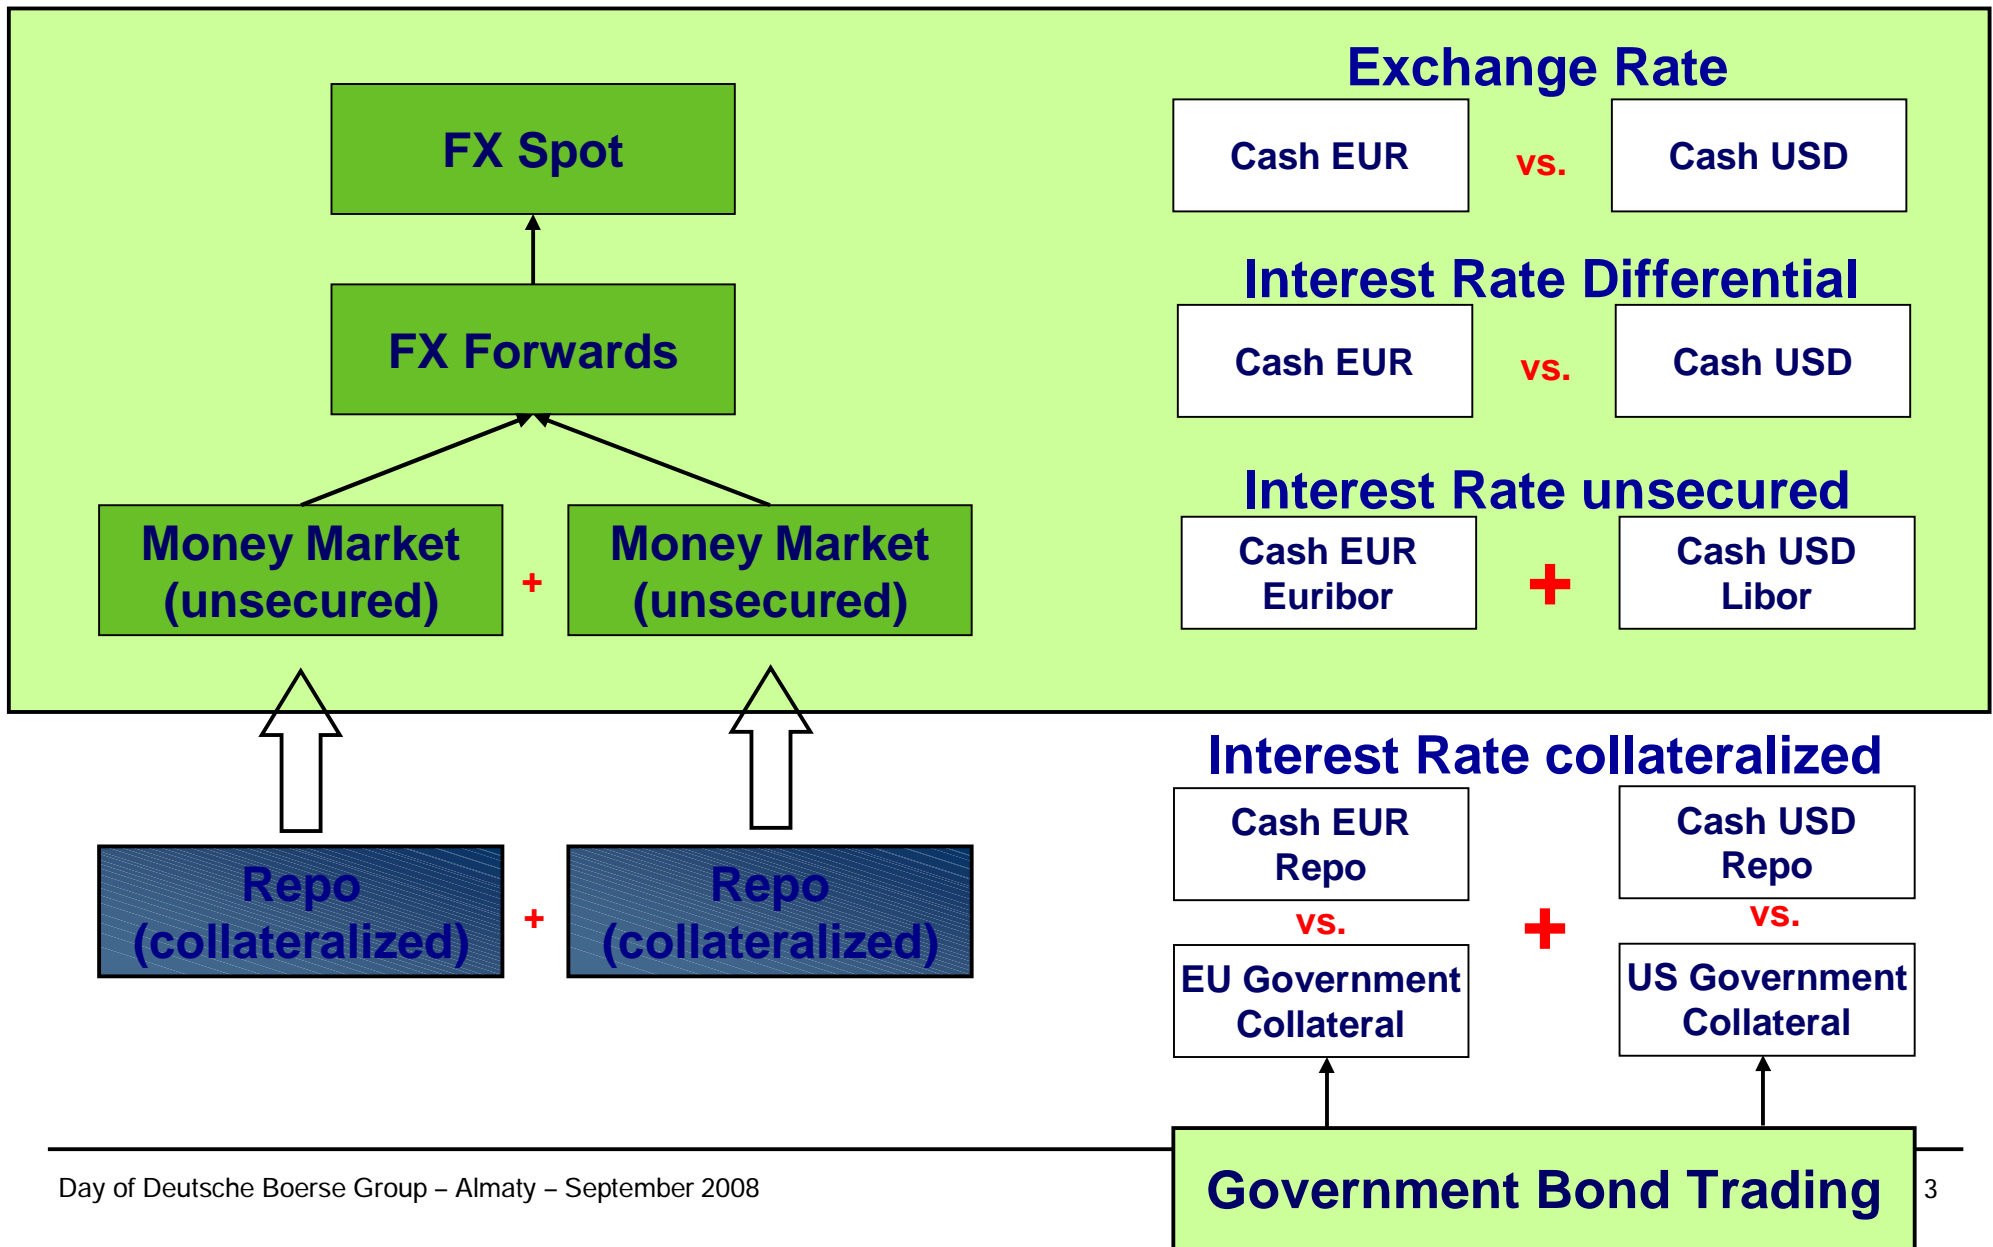 Exchange Rate
FX Spot
Cash EUR vs. Cash USD
Interest Rate Differential
FX Forwards
Cash EUR vs. Cash USD
Interest Rate unsecured
Money Market
(unsecured)
+
Money Market
(unsecured)
Cash EUR
Euribor
+
Cash USD
Libor
Interest Rate collateralized
Repo
(collateralized)
+
Repo
(collateralized)
Cash EUR
Repo
vs.
EU Government
Collateral
+
Cash USD
Repo
vs.
US Government
Collateral
Government Bond Trading
Day of Deutsche Boerse Group – Almaty – September 2008
3